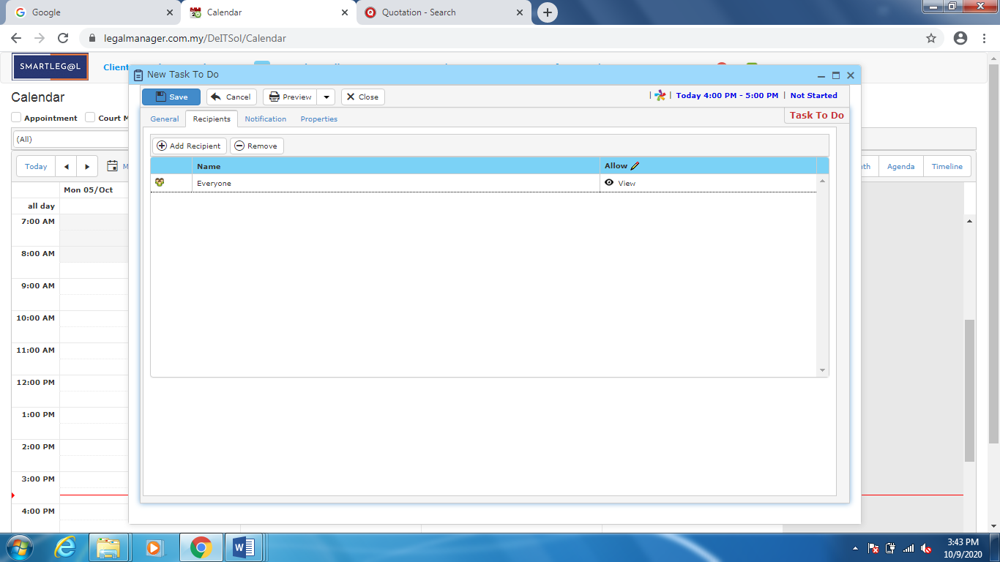 Google
Calendar
Quotation - Search
legalmanager.com.my/DeITSol/Calendar
SMARTLEG@L
Client
New Task To Do
Calendar
Save
Cancel
Preview
Close
| | Today 4:00 PM - 5:00 PM | Not Started
Appointment
Court M
General
Recipients
Notification
Properties
Task To Do
(All)
Add Recipient
Remove
Today
Name
Allow
nth
Agenda
Timeline
Everyone
View
Mon 05/Oct
all day
7:00 AM
8:00 AM
9:00 AM
10:00 AM
11:00 AM
12:00 PM
1:00 PM
2:00 PM
3:00 PM
4:00 PM
3:43 PM
10/9/2020